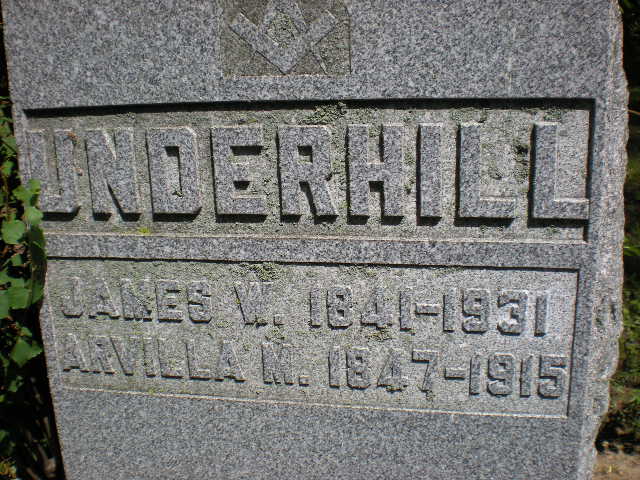 UNDERHILL
JAMES W. 1841-1931
ARVILLA M. 1847-1915